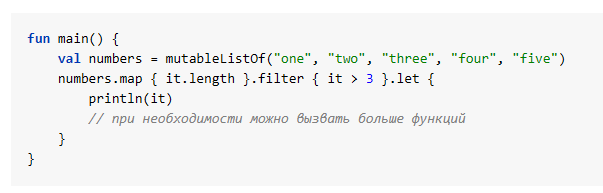 fun main() {
    val numbers = mutableListOf("one", "two", "three", "four", "five")
    numbers.map { it.length }.filter { it > 3 }.let {
        println(it)
        // при необходимости можно вызвать больше функций
    }
}